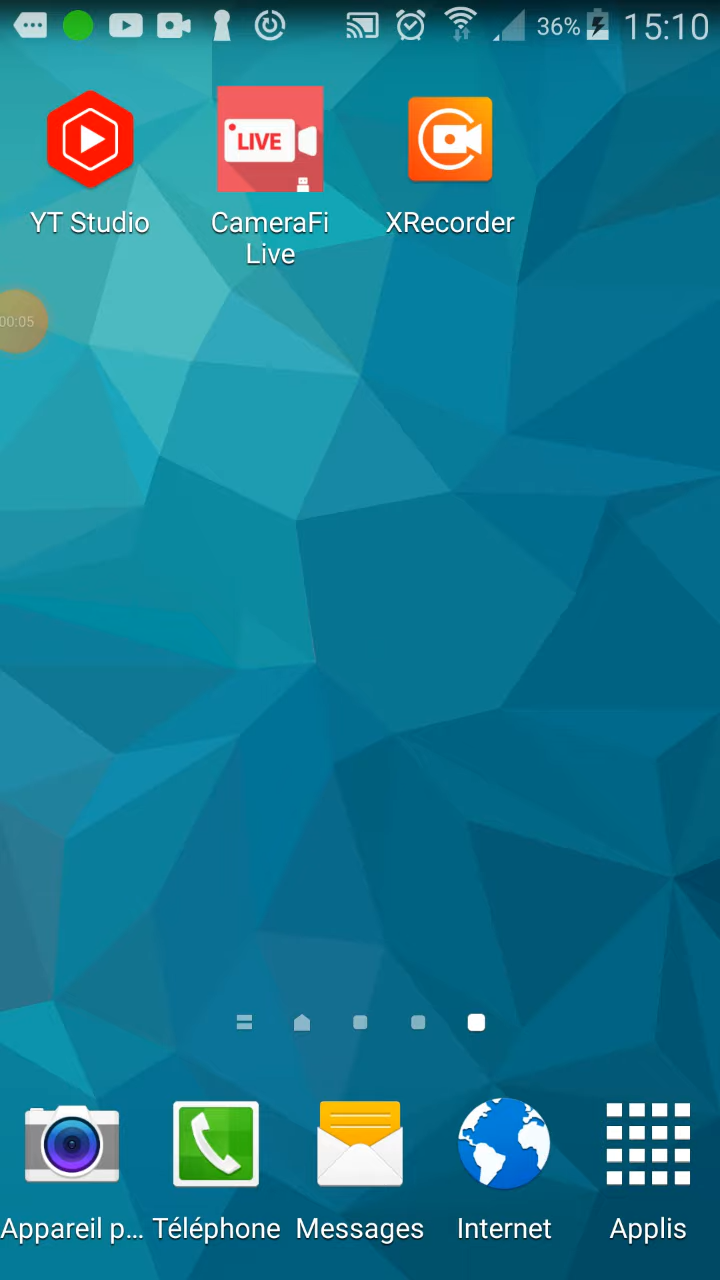 36%
15:10
LIVE
YT Studio
CameraFi
Live
XRecorder
00:05
Appareil p...
Téléphone
Messages
Internet
Applis